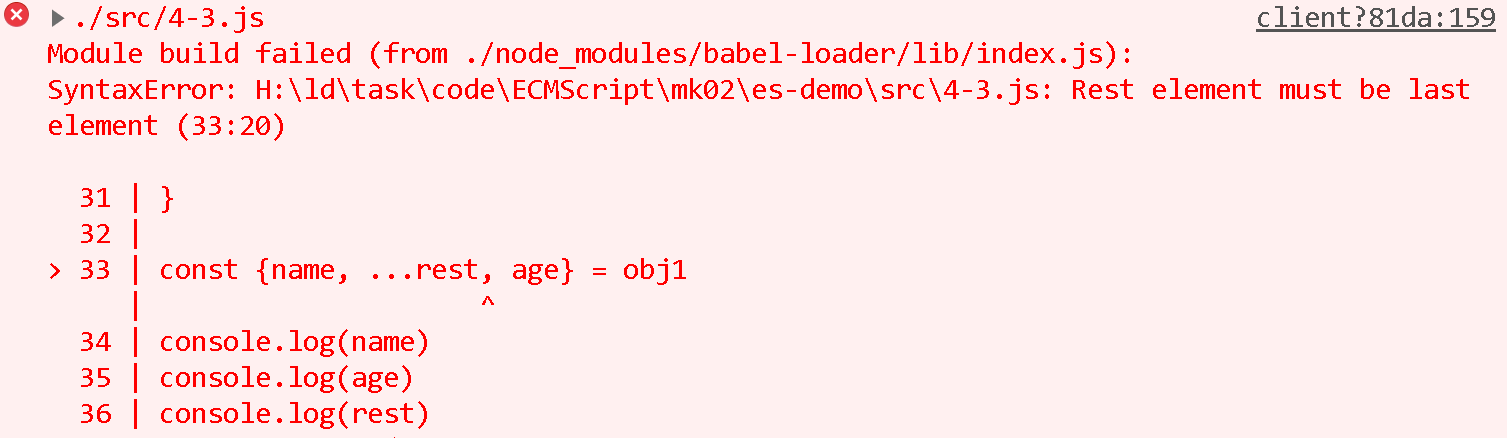 ./src/4-3.js client?81da:159
Module build failed (from ./node_modules/babel-loader/lib/index.js):
SyntaxError: H:\ld\task\code\ECMScript\mk02\es-demo\src\4-3.js: Rest element must be last
element (33:20)
31 | }
32 |
> 33 | const {name, ...rest, age} = obj1
| ^
34 | console.log(name)
35 | console.log(age)
36 | console.log(rest)